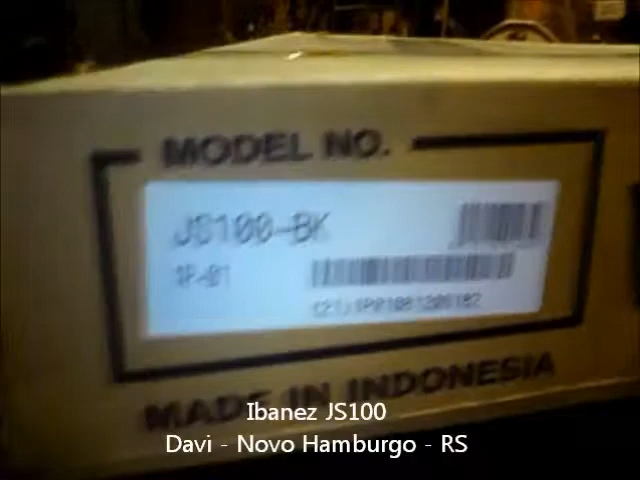 MODEL NO.
JS100-BK
MADE IN INDONESIA
Ibanez JS100
Davi - Novo Hamburgo - RS